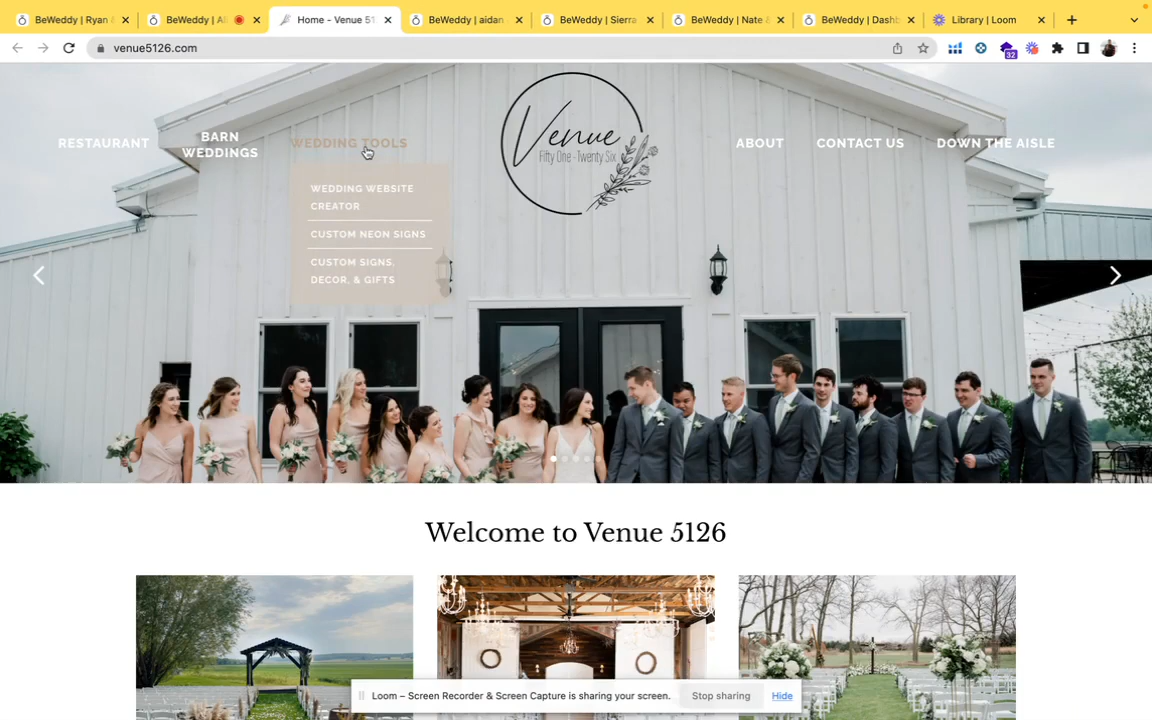 BeWeddy | Ryan &
BeWeddy | Al
Home - Venue 51
BeWeddy | aidan
BeWeddy | Sierra
BeWeddy | Nate &
BeWeddy | Dashb
Library | Loom
venue5126.com
32
RESTAURANT
BARN
WEDDINGS
WEDDING TOOLS
WEDDING WEBSITE
CREATOR
CUSTOM NEON SIGNS
CUSTOM SIGNS,
DECOR, & GIFTS
Venue
Fifty One - Twenty Six
ABOUT
CONTACT US
DOWN THE AISLE
Welcome to Venue 5126
Loom – Screen Recorder & Screen Capture is sharing your screen.
Stop sharing
Hide